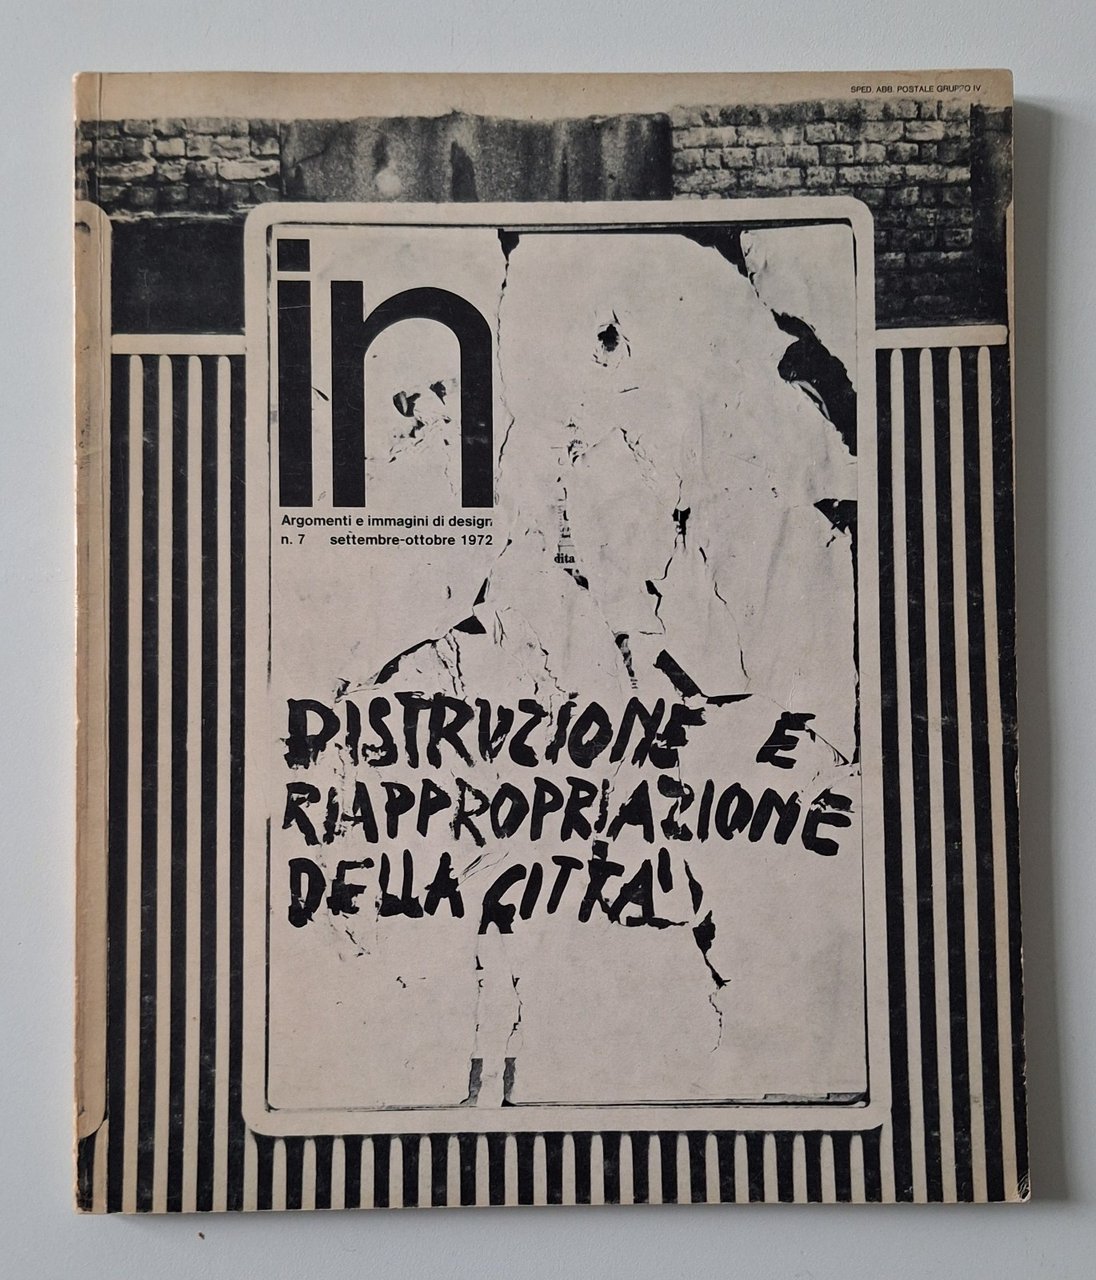 SPED. ABB. POSTALE GRUPPO IV
in
Argomenti e immagini di design
n. 7 settembre-ottobre 1972
dita
DISTRUZIONE E
RIAPPROPRIAZIONE
DELLA CITTA'